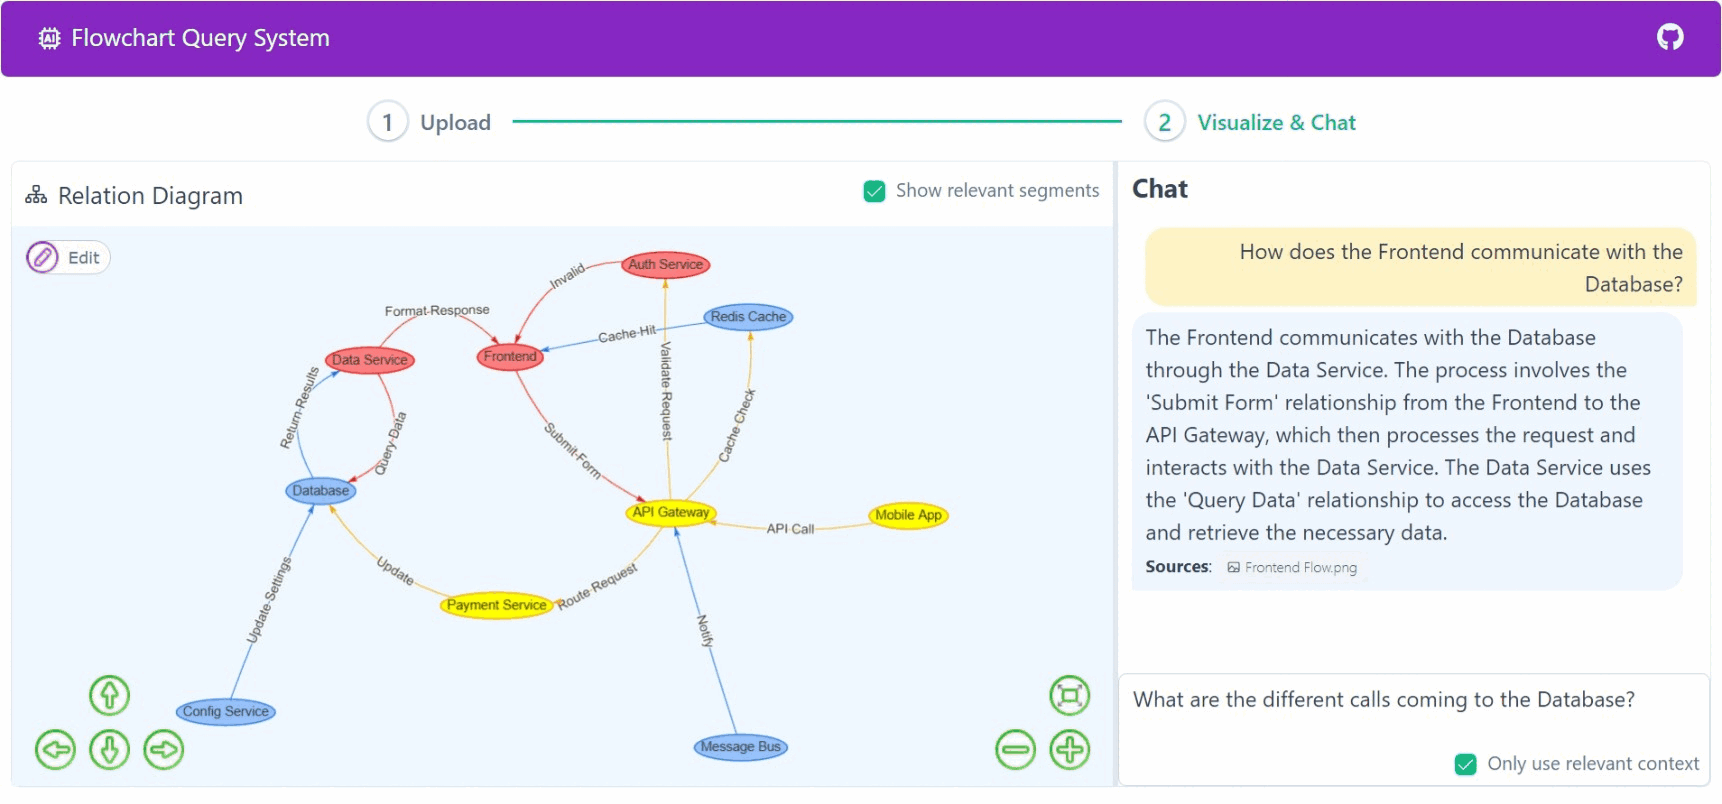 Flowchart Query System
1 Upload
2 Visualize & Chat
Relation Diagram
Show relevant segments
Edit
Auth Service
Invalid
Format Response
Redis Cache
Cache Hit
Data Service
Frontend
Validate Request
Return Results
Query Data
Submit Form
Cache Check
Database
API Gateway
Mobile App
API Call
Update
Route Request
Payment Service
Update Settings
Notify
Config Service
Message Bus
Chat
How does the Frontend communicate with the
Database?
The Frontend communicates with the Database
through the Data Service. The process involves the
'Submit Form' relationship from the Frontend to the
API Gateway, which then processes the request and
interacts with the Data Service. The Data Service uses
the 'Query Data' relationship to access the Database
and retrieve the necessary data.
Sources: Frontend Flow.png
What are the different calls coming to the Database?
Only use relevant context